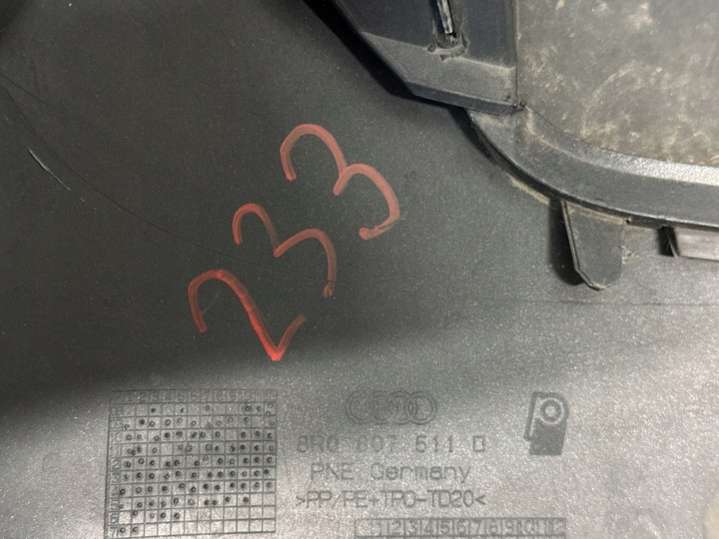 233
8R0 807 511 D
PNE Germany
>PP/PE+TPO-TD20<